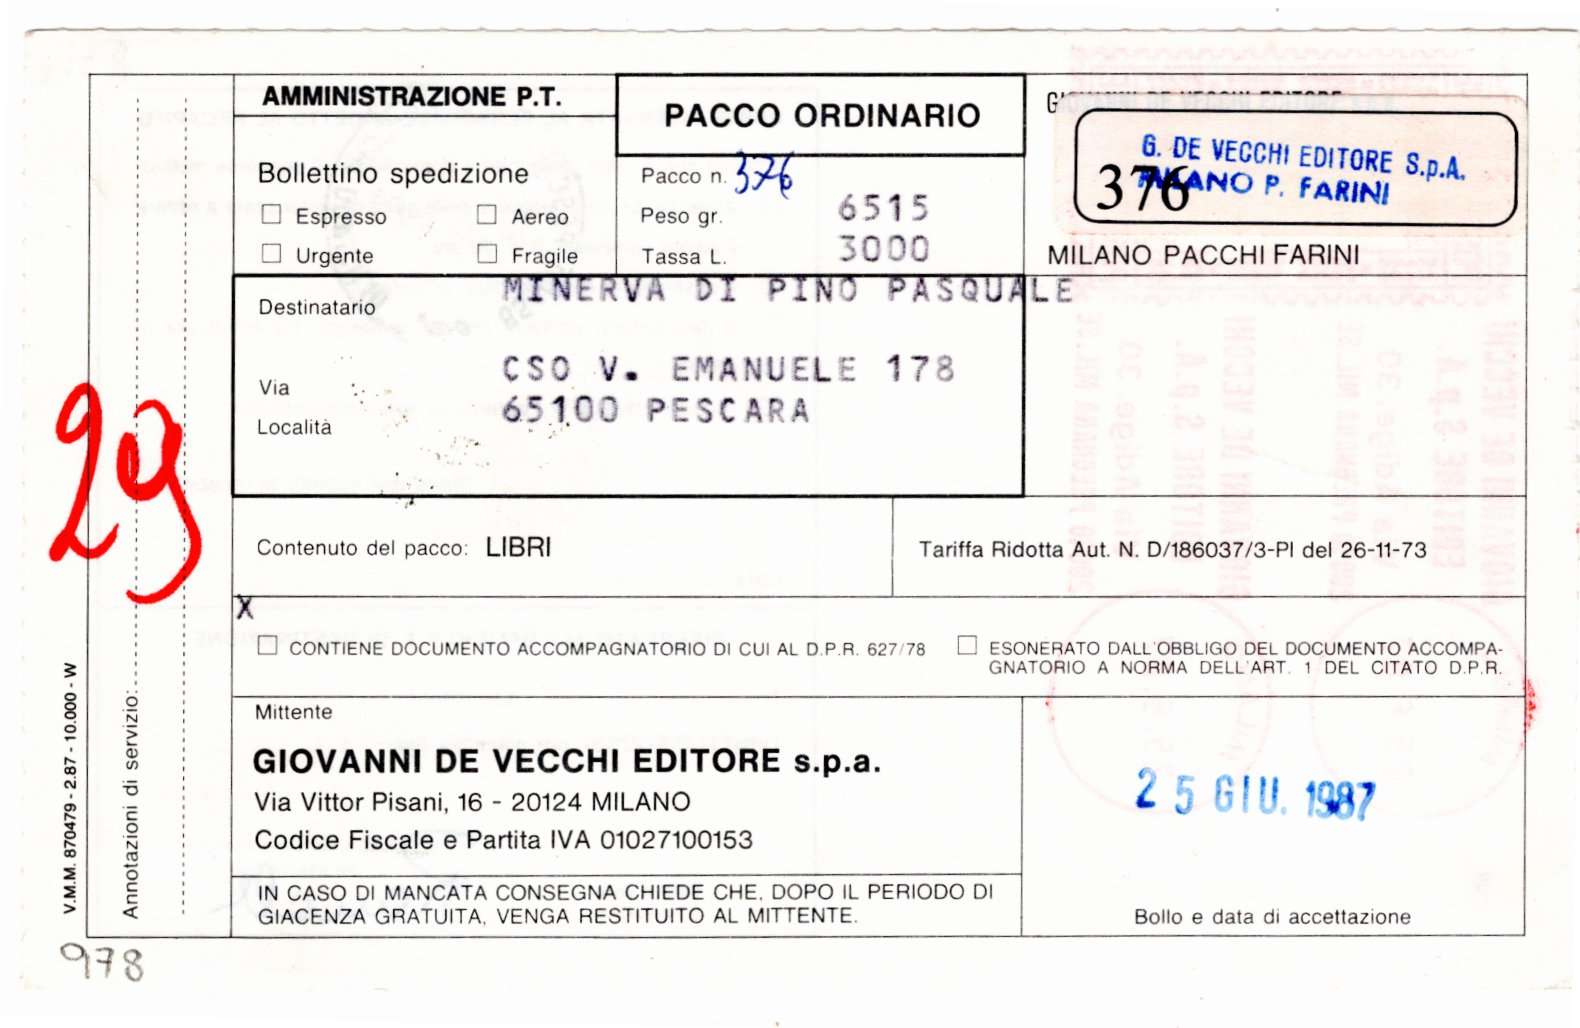 AMMINISTRAZIONE P.T.
PACCO ORDINARIO
GIOVANNI DE VECCHI EDITORE s.p.a.
G. DE VECCHI EDITORE S.p.A.
MILANO P. FARINI
376
MILANO PACCHI FARINI
Bollettino spedizione
Espresso
Aereo
Urgente
Fragile
Pacco n. 376
Peso gr. 6515
Tassa L. 3000
Destinatario MINERVA DI PINO PASQUALE
Via CSO V. EMANUELE 178
Località 65100 PESCARA
29
Contenuto del pacco: LIBRI
Tariffa Ridotta Aut. N. D/186037/3-PI del 26-11-73
X
CONTIENE DOCUMENTO ACCOMPAGNATORIO DI CUI AL D.P.R. 627/78
ESONERATO DALL'OBBLIGO DEL DOCUMENTO ACCOMPA-
GNATORIO A NORMA DELL'ART. 1 DEL CITATO D.P.R.
Mittente
GIOVANNI DE VECCHI EDITORE s.p.a.
Via Vittor Pisani, 16 - 20124 MILANO
Codice Fiscale e Partita IVA 01027100153
IN CASO DI MANCATA CONSEGNA CHIEDE CHE, DOPO IL PERIODO DI
GIACENZA GRATUITA, VENGA RESTITUITO AL MITTENTE.
25 GIU. 1987
Bollo e data di accettazione
Annotazioni di servizio:
V.M.M. 870479 - 2.87 - 10.000 - W
978